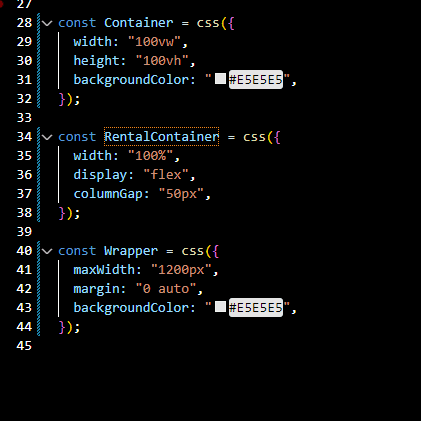 27
28 const Container = css({
29 width: "100vw",
30 height: "100vh",
31 backgroundColor: "#E5E5E5",
32 });
33
34 const RentalContainer = css({
35 width: "100%",
36 display: "flex",
37 columnGap: "50px",
38 });
39
40 const Wrapper = css({
41 maxWidth: "1200px",
42 margin: "0 auto",
43 backgroundColor: "#E5E5E5",
44 });
45